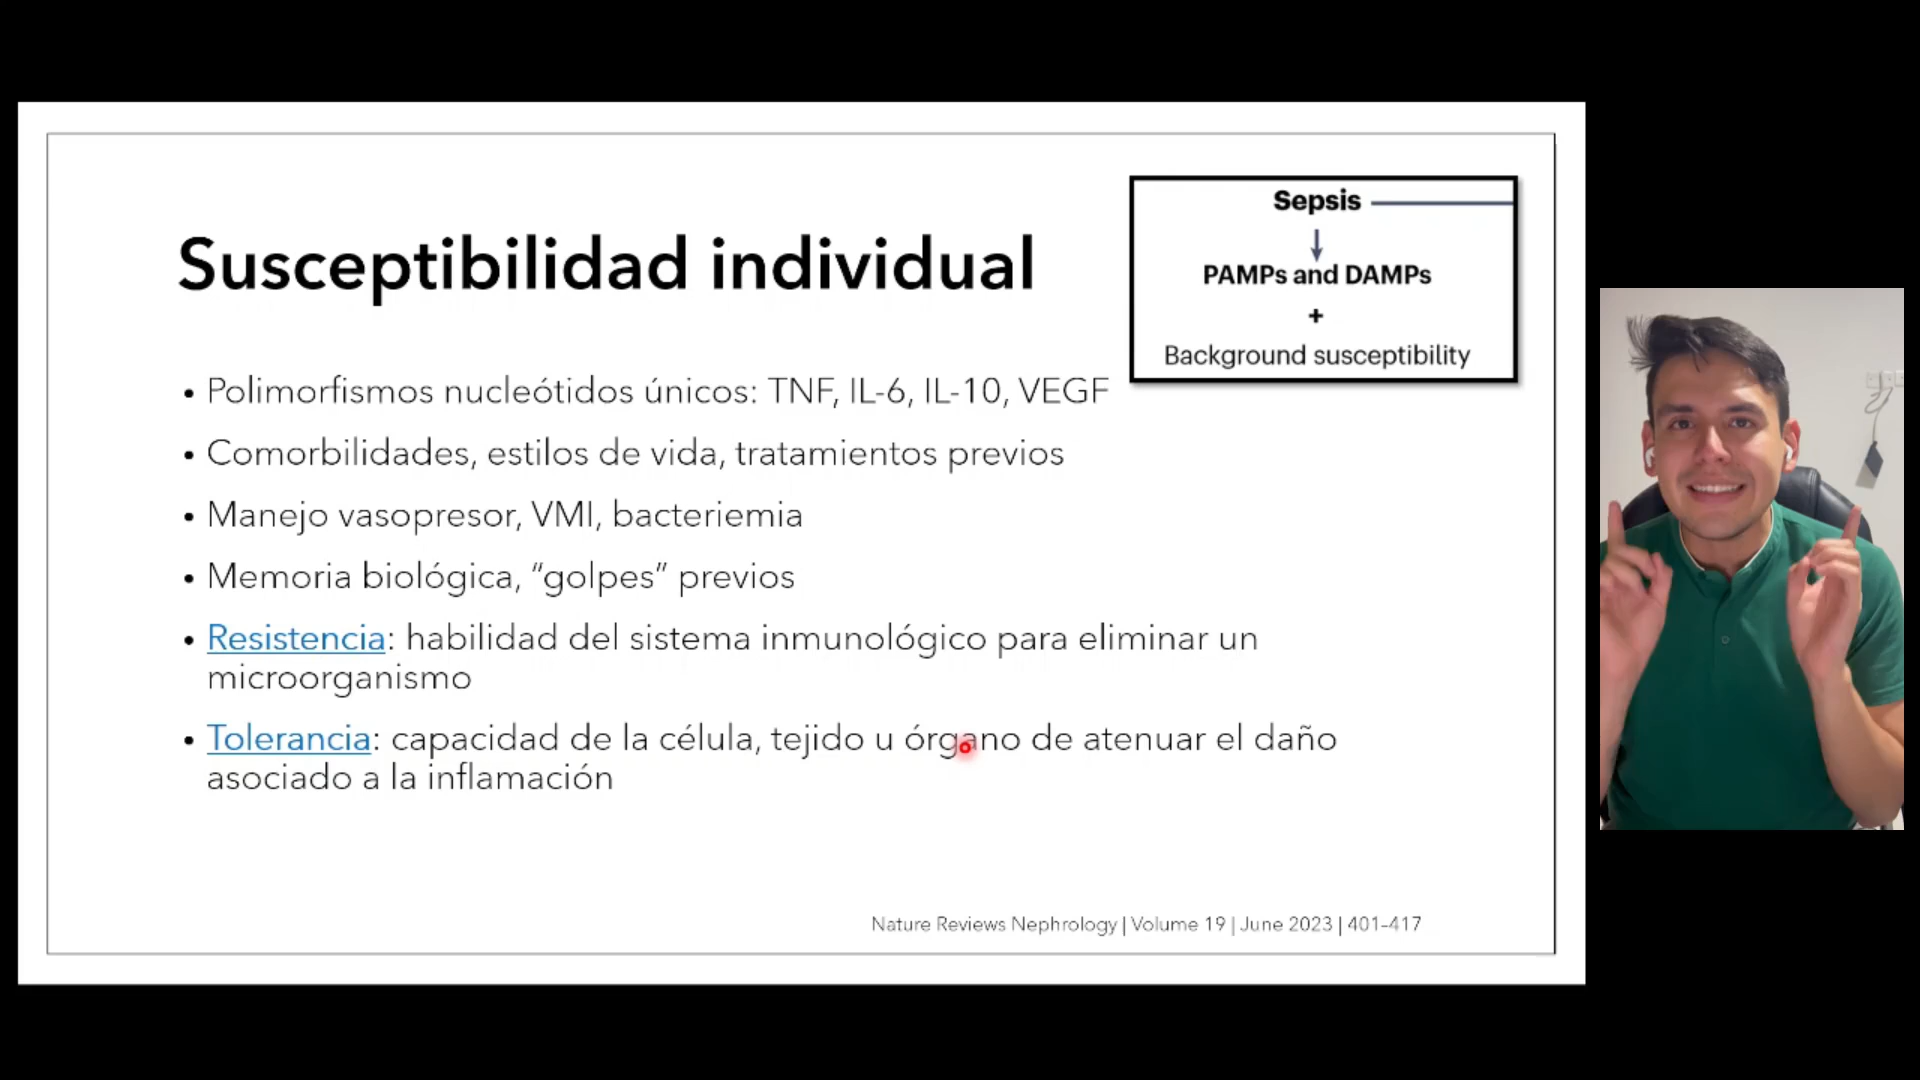 Sepsis
PAMPs and DAMPs
+
Background susceptibility
Susceptibilidad individual
• Polimorfismos nucleótidos únicos: TNF, IL-6, IL-10, VEGF
• Comorbilidades, estilos de vida, tratamientos previos
• Manejo vasopresor, VMI, bacteriemia
• Memoria biológica, “golpes” previos
• Resistencia: habilidad del sistema inmunológico para eliminar un
microorganismo
• Tolerancia: capacidad de la célula, tejido u órgano de atenuar el daño
asociado a la inflamación
Nature Reviews Nephrology | Volume 19 | June 2023 | 401–417